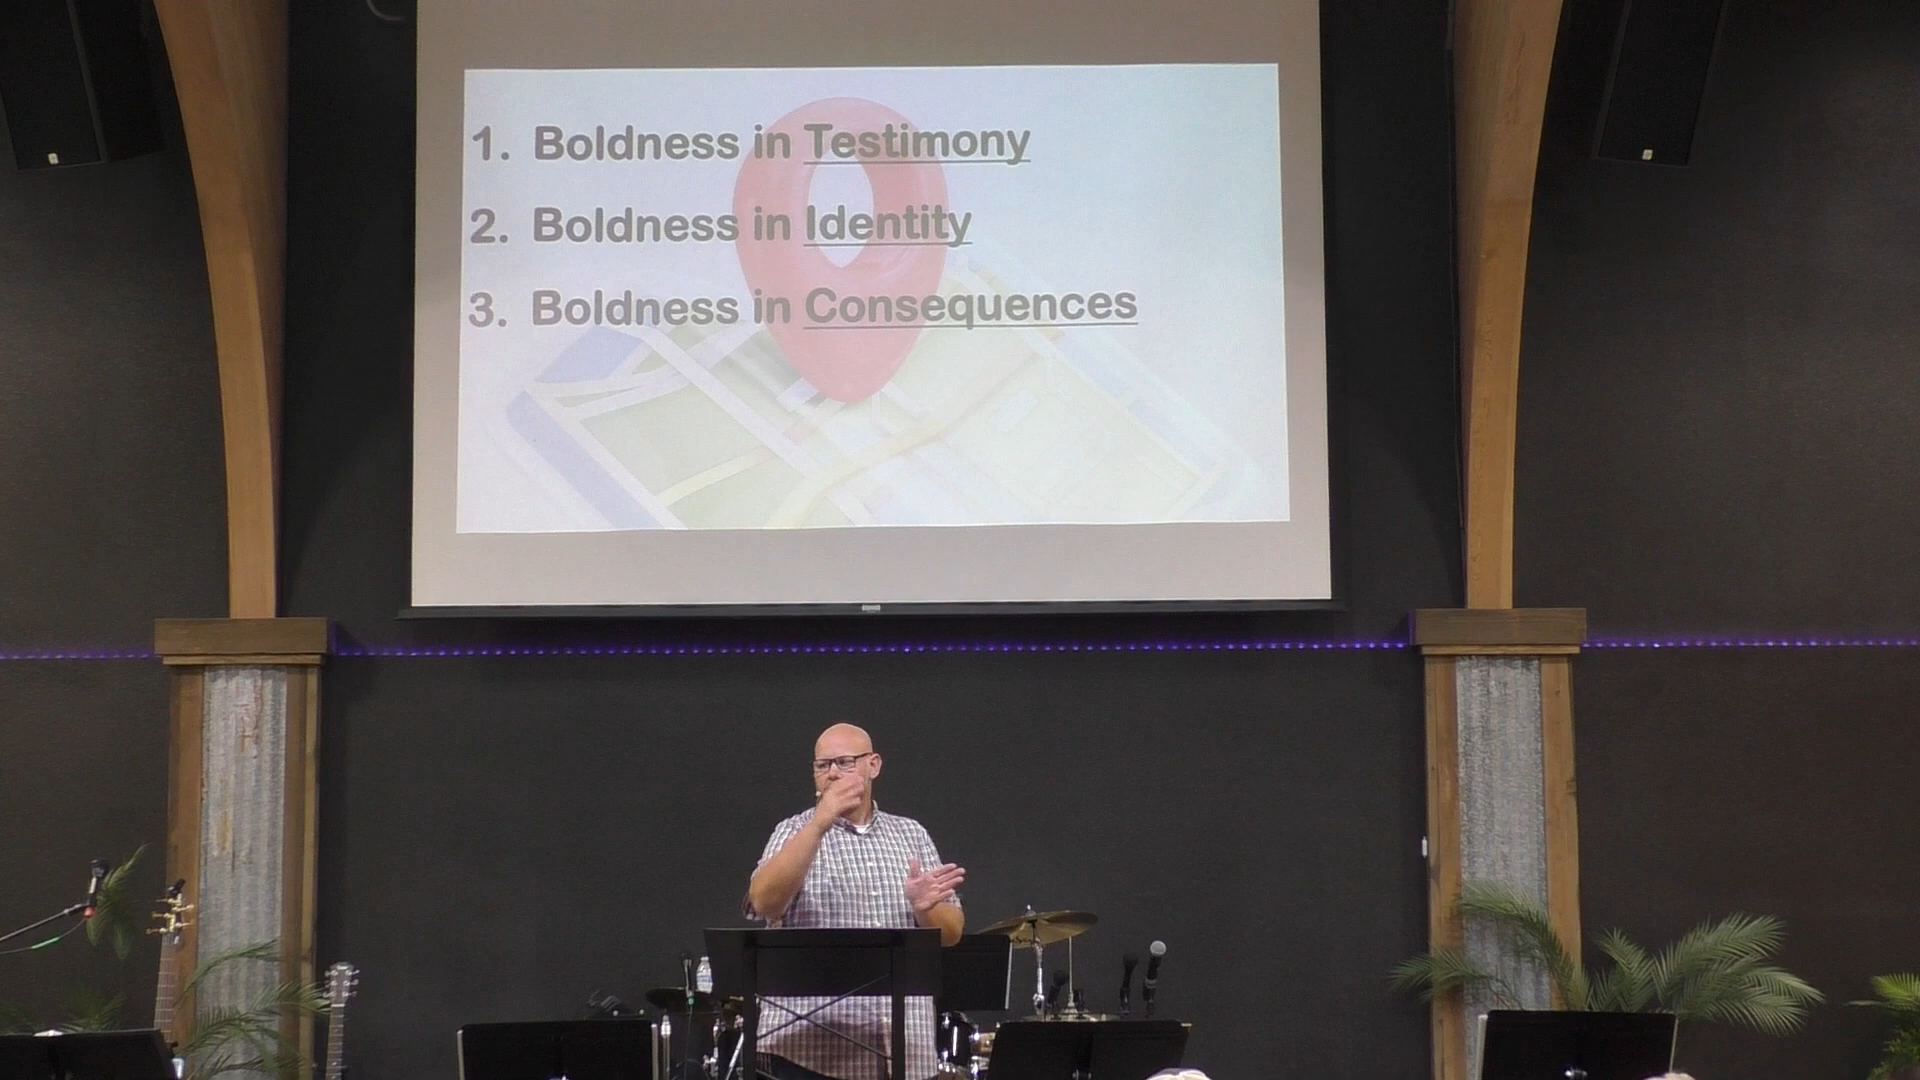 1. Boldness in Testimony
2. Boldness in Identity
3. Boldness in Consequences